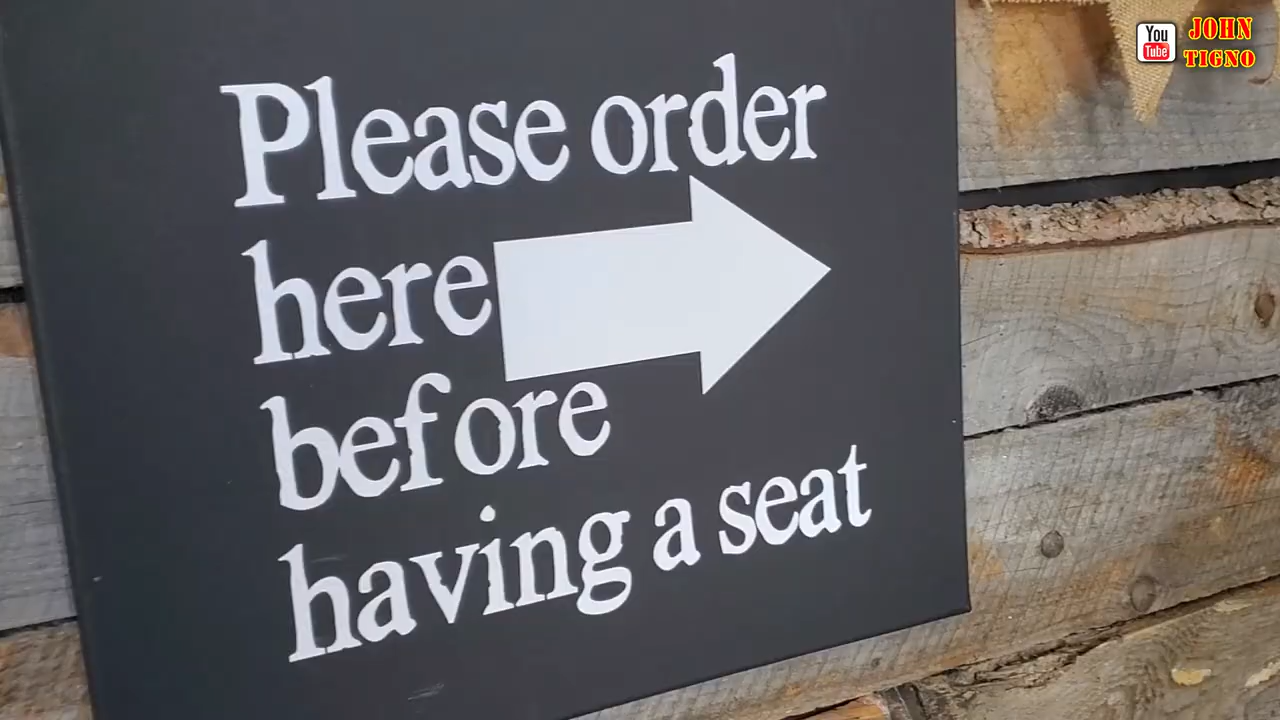 Please order
here
before
having a seat
You
Tube
JOHN
TIGNO